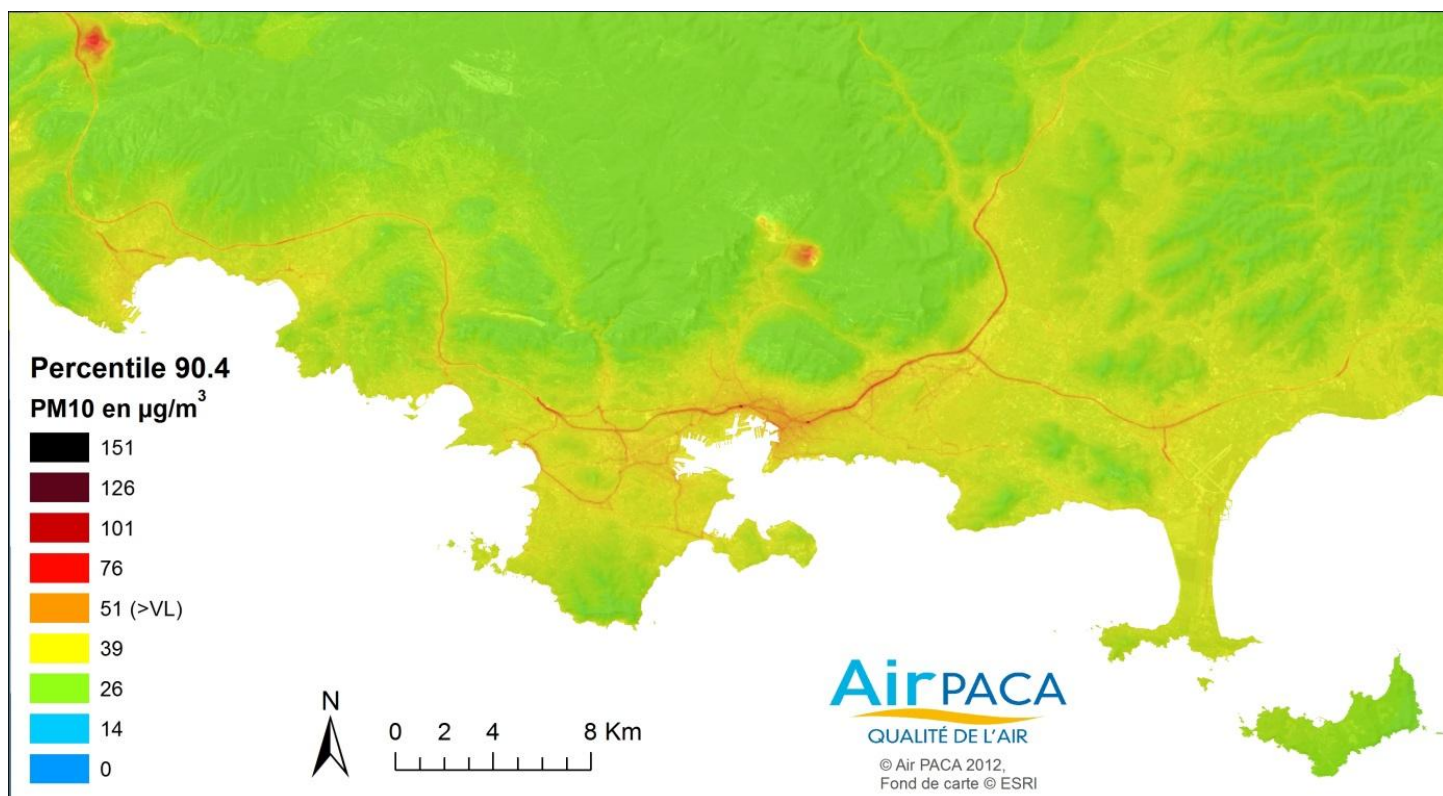 Percentile 90.4
PM10 en µg/m³
151
126
101
76
51 (>VL)
39
26
14
0
N
0 2 4 8 Km
AirPACA
QUALITÉ DE L'AIR
© Air PACA 2012,
Fond de carte © ESRI